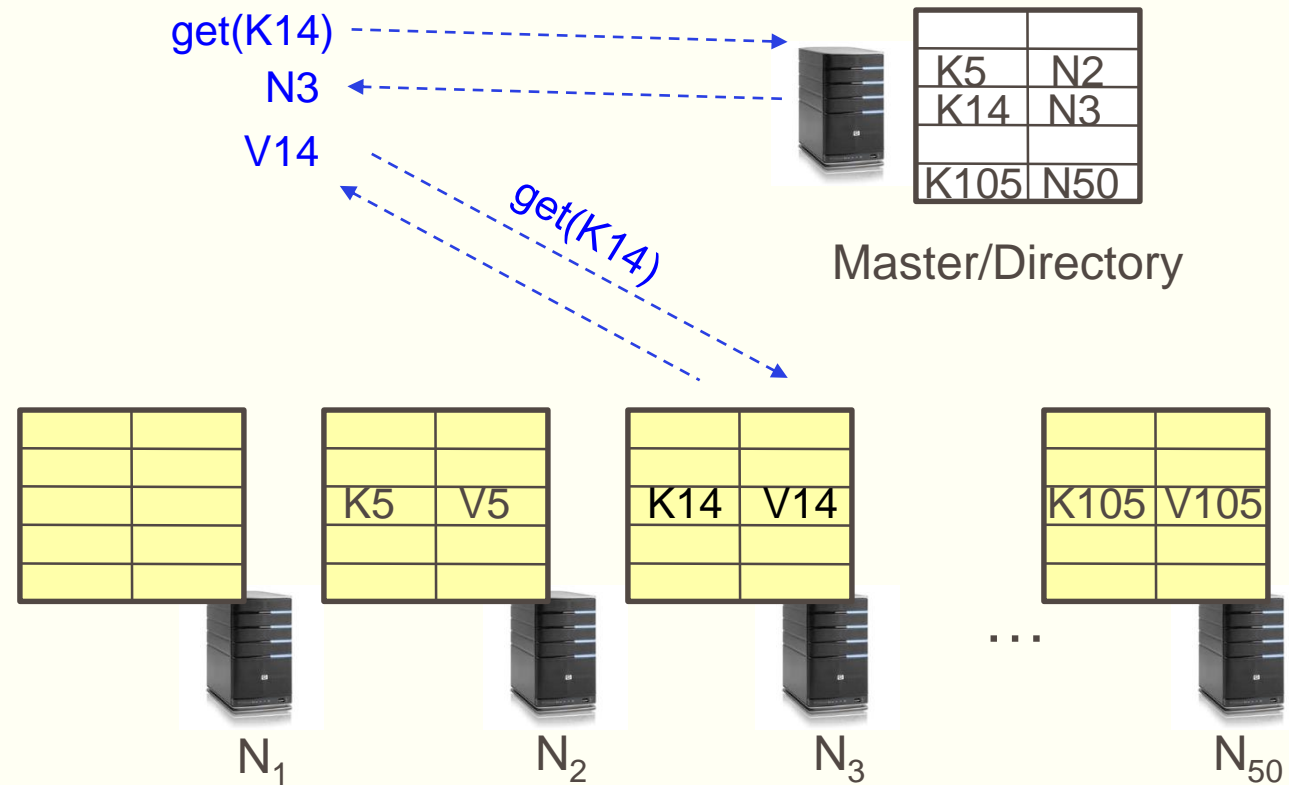 get(K14)
N3
V14
get(K14)
K5 N2
K14 N3
K105 N50
Master/Directory
K5 V5
K14 V14
K105 V105
...
N1
N2
N3
N50